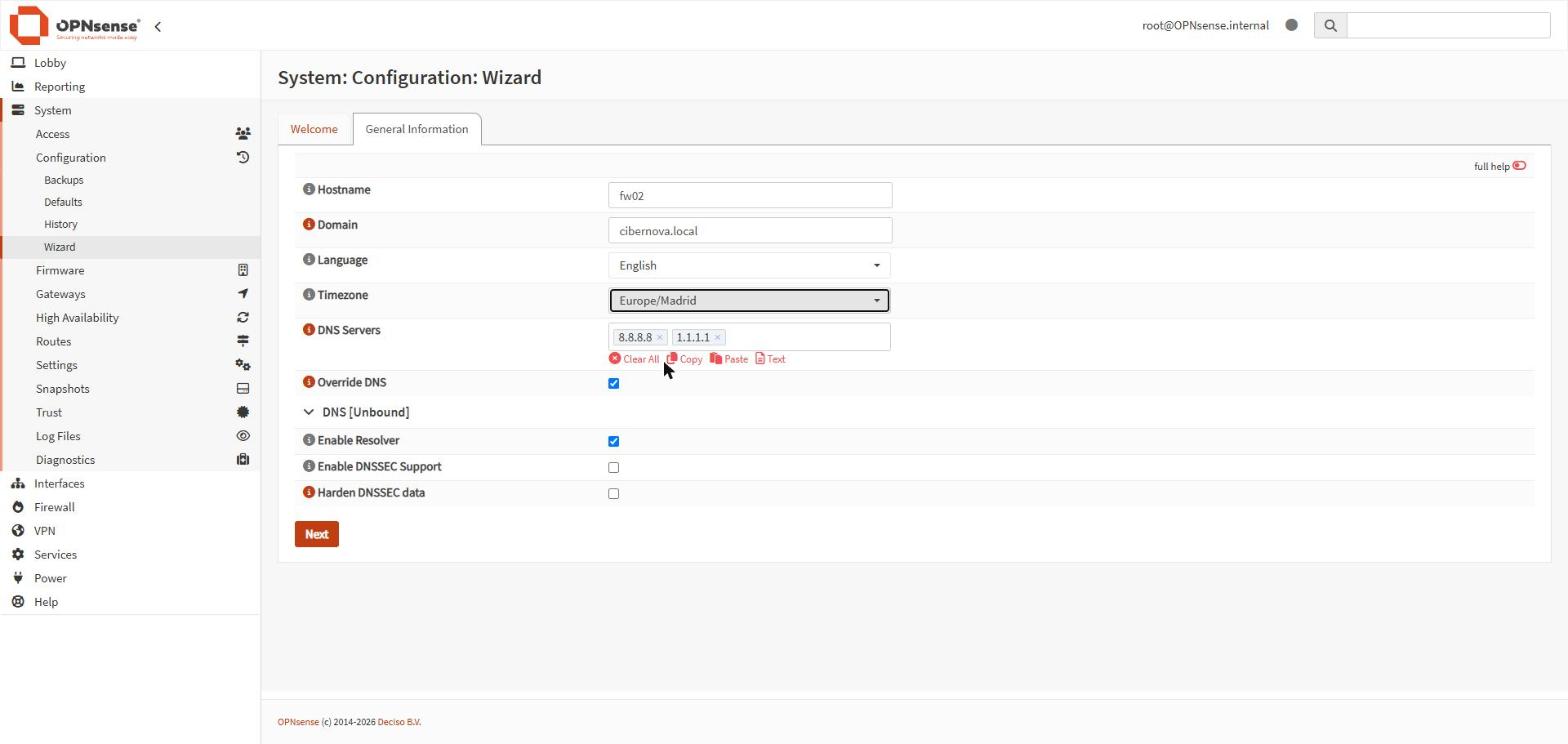 OPNsense®
Securing networks made easy
root@OPNsense.internal
Lobby
Reporting
System
Access
Configuration
Backups
Defaults
History
Wizard
Firmware
Gateways
High Availability
Routes
Settings
Snapshots
Trust
Log Files
Diagnostics
Interfaces
Firewall
VPN
Services
Power
Help
System: Configuration: Wizard
Welcome
General Information
full help
Hostname
fw02
Domain
cibernova.local
Language
English
Timezone
Europe/Madrid
DNS Servers
8.8.8.8 × 1.1.1.1 ×
Clear All Copy Paste Text
Override DNS
DNS [Unbound]
Enable Resolver
Enable DNSSEC Support
Harden DNSSEC data
Next
OPNsense (c) 2014-2026 Deciso B.V.